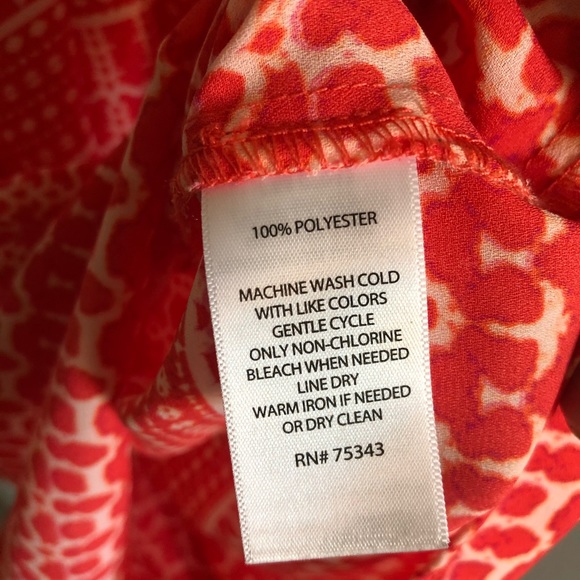 100% POLYESTER
MACHINE WASH COLD
WITH LIKE COLORS
GENTLE CYCLE
ONLY NON-CHLORINE
BLEACH WHEN NEEDED
LINE DRY
WARM IRON IF NEEDED
OR DRY CLEAN
RN# 75343